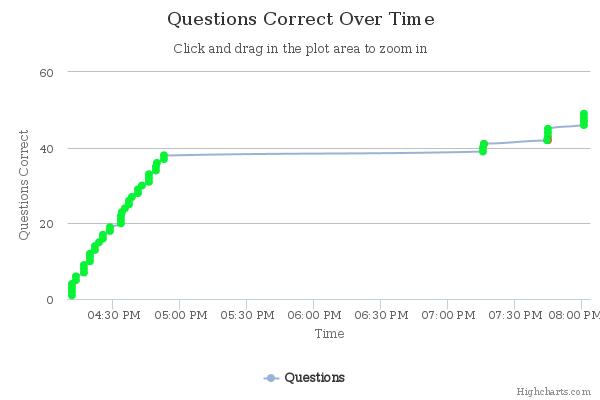 Questions Correct Over Time
Click and drag in the plot area to zoom in
Questions Correct
60
40
20
0
04:30 PM 05:00 PM 05:30 PM 06:00 PM 06:30 PM 07:00 PM 07:30 PM 08:00 PM
Time
Questions
Highcharts.com